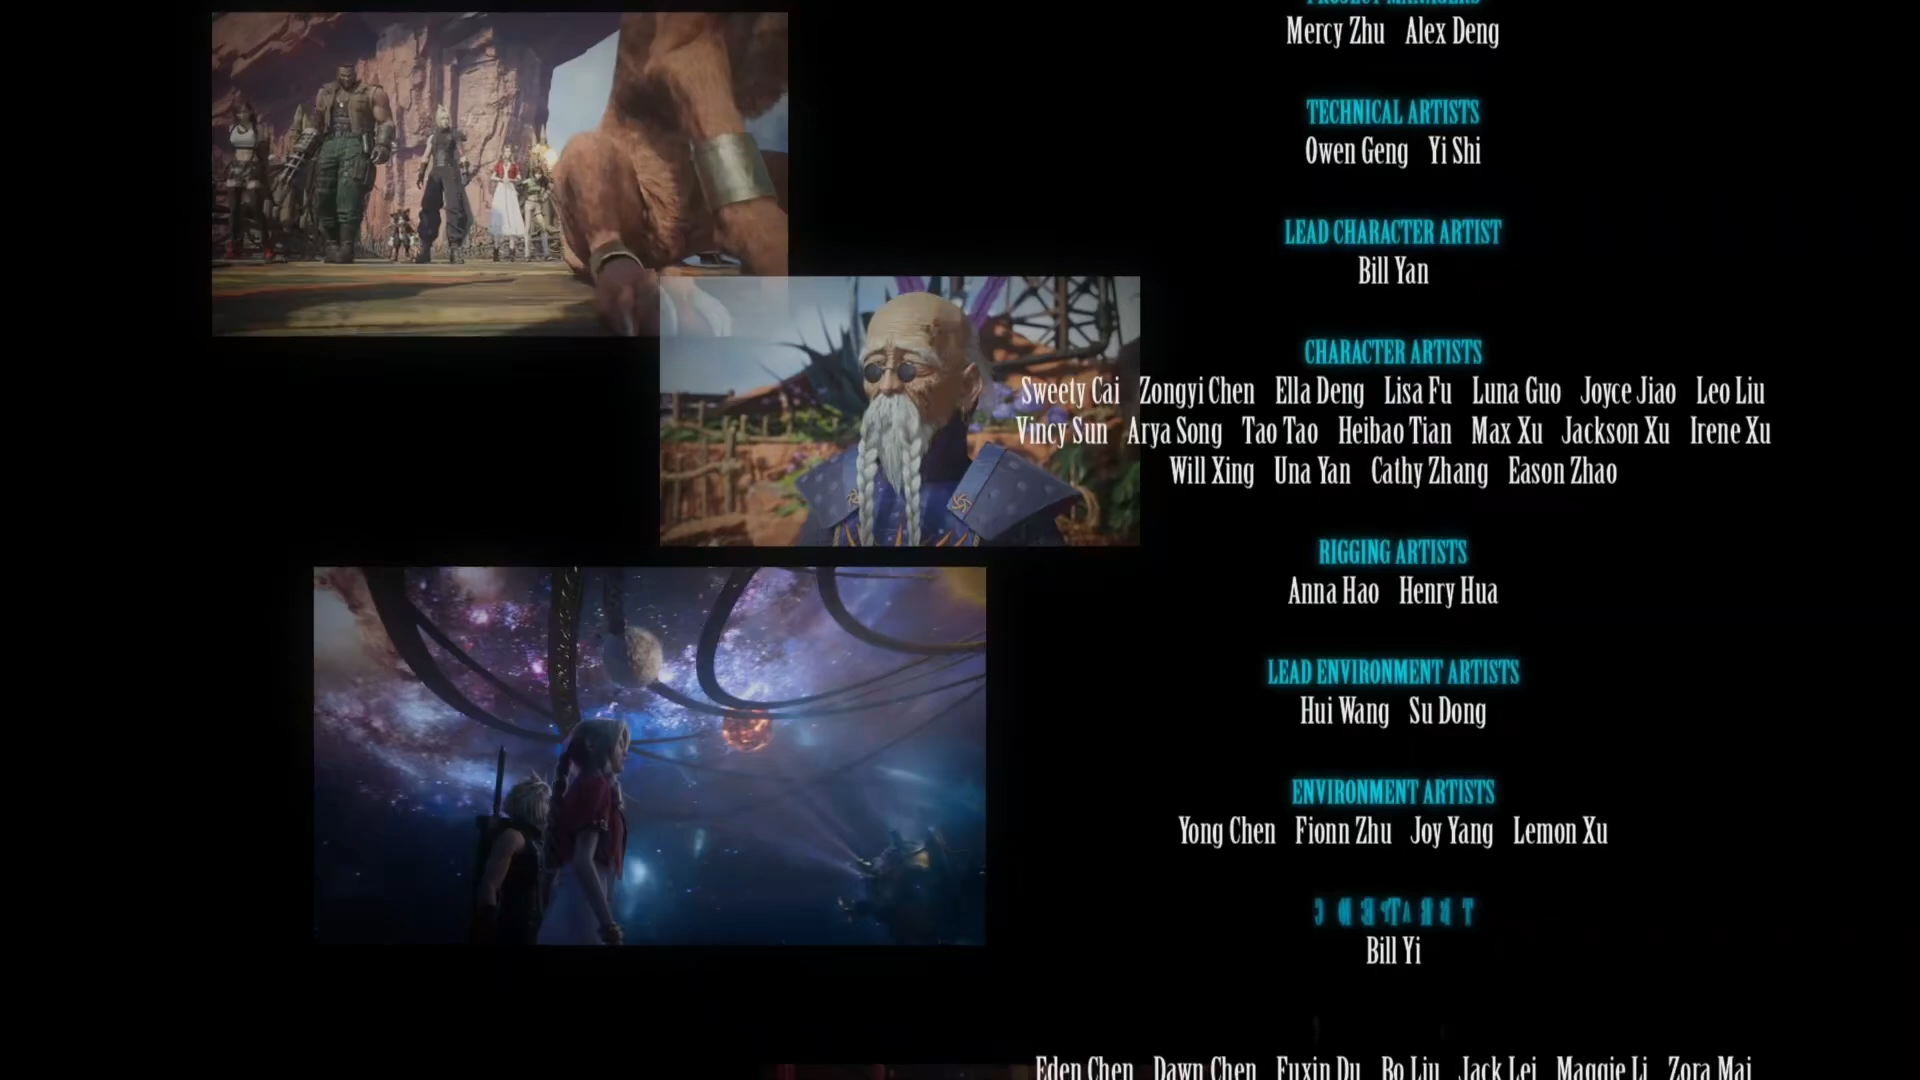 PROJECT MANAGERS
Mercy Zhu Alex Deng
TECHNICAL ARTISTS
Owen Geng Yi Shi
LEAD CHARACTER ARTIST
Bill Yan
CHARACTER ARTISTS
Sweety Cai Zongyi Chen Ella Deng Lisa Fu Luna Guo Joyce Jiao Leo Liu
Vincy Sun Arya Song Tao Tao Heibao Tian Max Xu Jackson Xu Irene Xu
Will Xing Una Yan Cathy Zhang Eason Zhao
RIGGING ARTISTS
Anna Hao Henry Hua
LEAD ENVIRONMENT ARTISTS
Hui Wang Su Dong
ENVIRONMENT ARTISTS
Yong Chen Fionn Zhu Joy Yang Lemon Xu
Bill Yi
Eden Chen Dawn Chen Fuxin Du Bo Liu Jack Lei Maggie Li Zora Mai